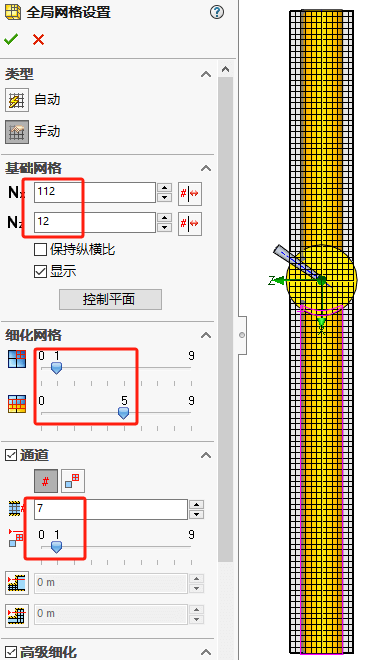 全局网格设置
类型
自动
手动
基础网格
Nx 112
Nz 12
保持纵横比
显示
控制平面
细化网格
0 1 9
0 5 9
通道
#
7
0 1 9
0 m
0 m
高级细化
Z
Y